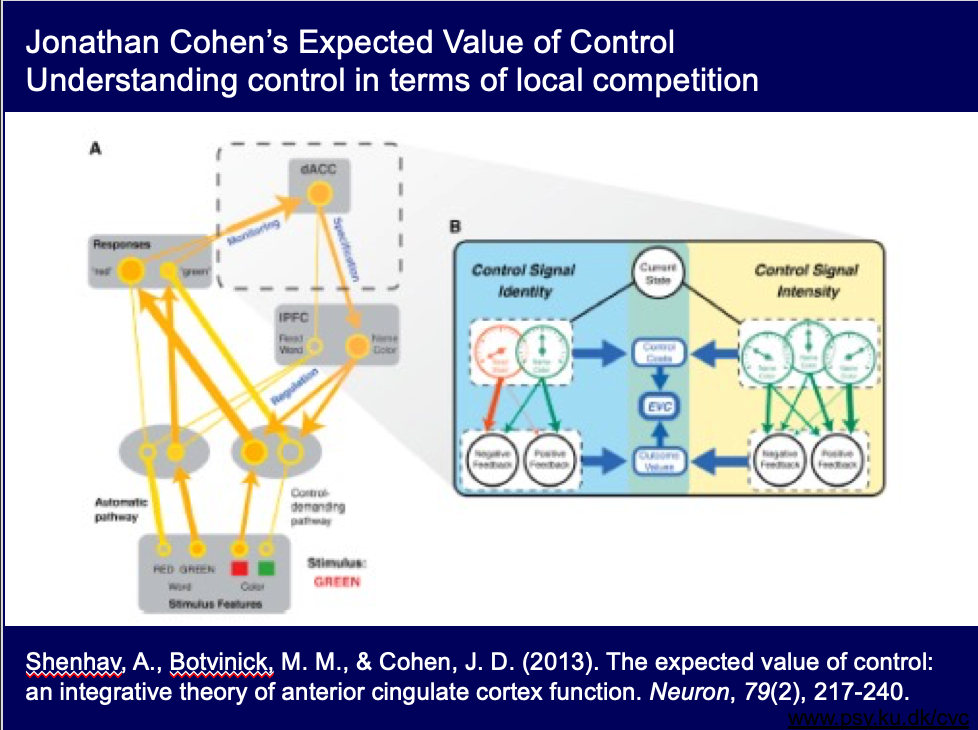 Jonathan Cohen's Expected Value of Control
Understanding control in terms of local competition
A
dACC
Monitoring
Specification
Responses
'red'
'green'
lPFC
Read
Word
Name
Color
Regulation
Automatic
pathway
Control-
demanding
pathway
RED GREEN
Word
Color
Stimulus Features
Stimulus:
GREEN
B
Control Signal
Identity
Current
State
Control Signal
Intensity
Read
Word
Name
Color
Control
Costs
Name
Color
Name
Color
Name
Color
EVC
Negative
Feedback
Positive
Feedback
Outcome
Values
Negative
Feedback
Positive
Feedback
Shenhav, A., Botvinick, M. M., & Cohen, J. D. (2013). The expected value of control:
an integrative theory of anterior cingulate cortex function. Neuron, 79(2), 217-240.
www.psy.ku.dk/cvc